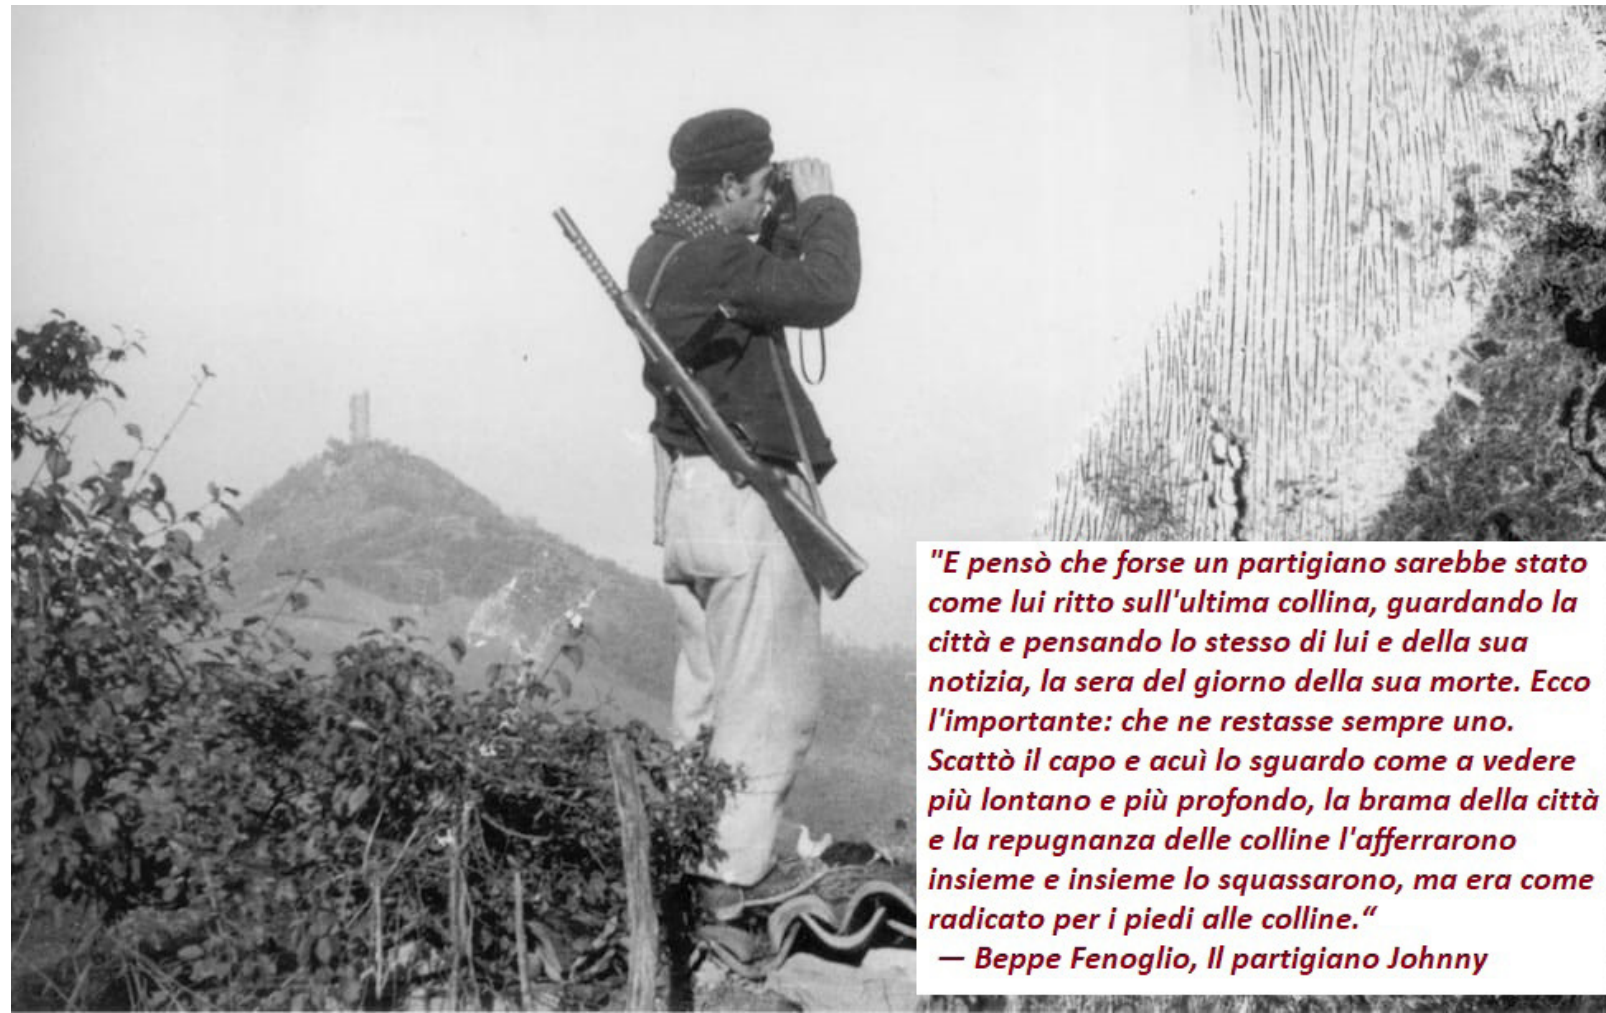 "E pensò che forse un partigiano sarebbe stato
come lui ritto sull'ultima collina, guardando la
città e pensando lo stesso di lui e della sua
notizia, la sera del giorno della sua morte. Ecco
l'importante: che ne restasse sempre uno.
Scattò il capo e acuì lo sguardo come a vedere
più lontano e più profondo, la brama della città
e la repugnanza delle colline l'afferrarono
insieme e insieme lo squassarono, ma era come
radicato per i piedi alle colline.“
— Beppe Fenoglio, Il partigiano Johnny